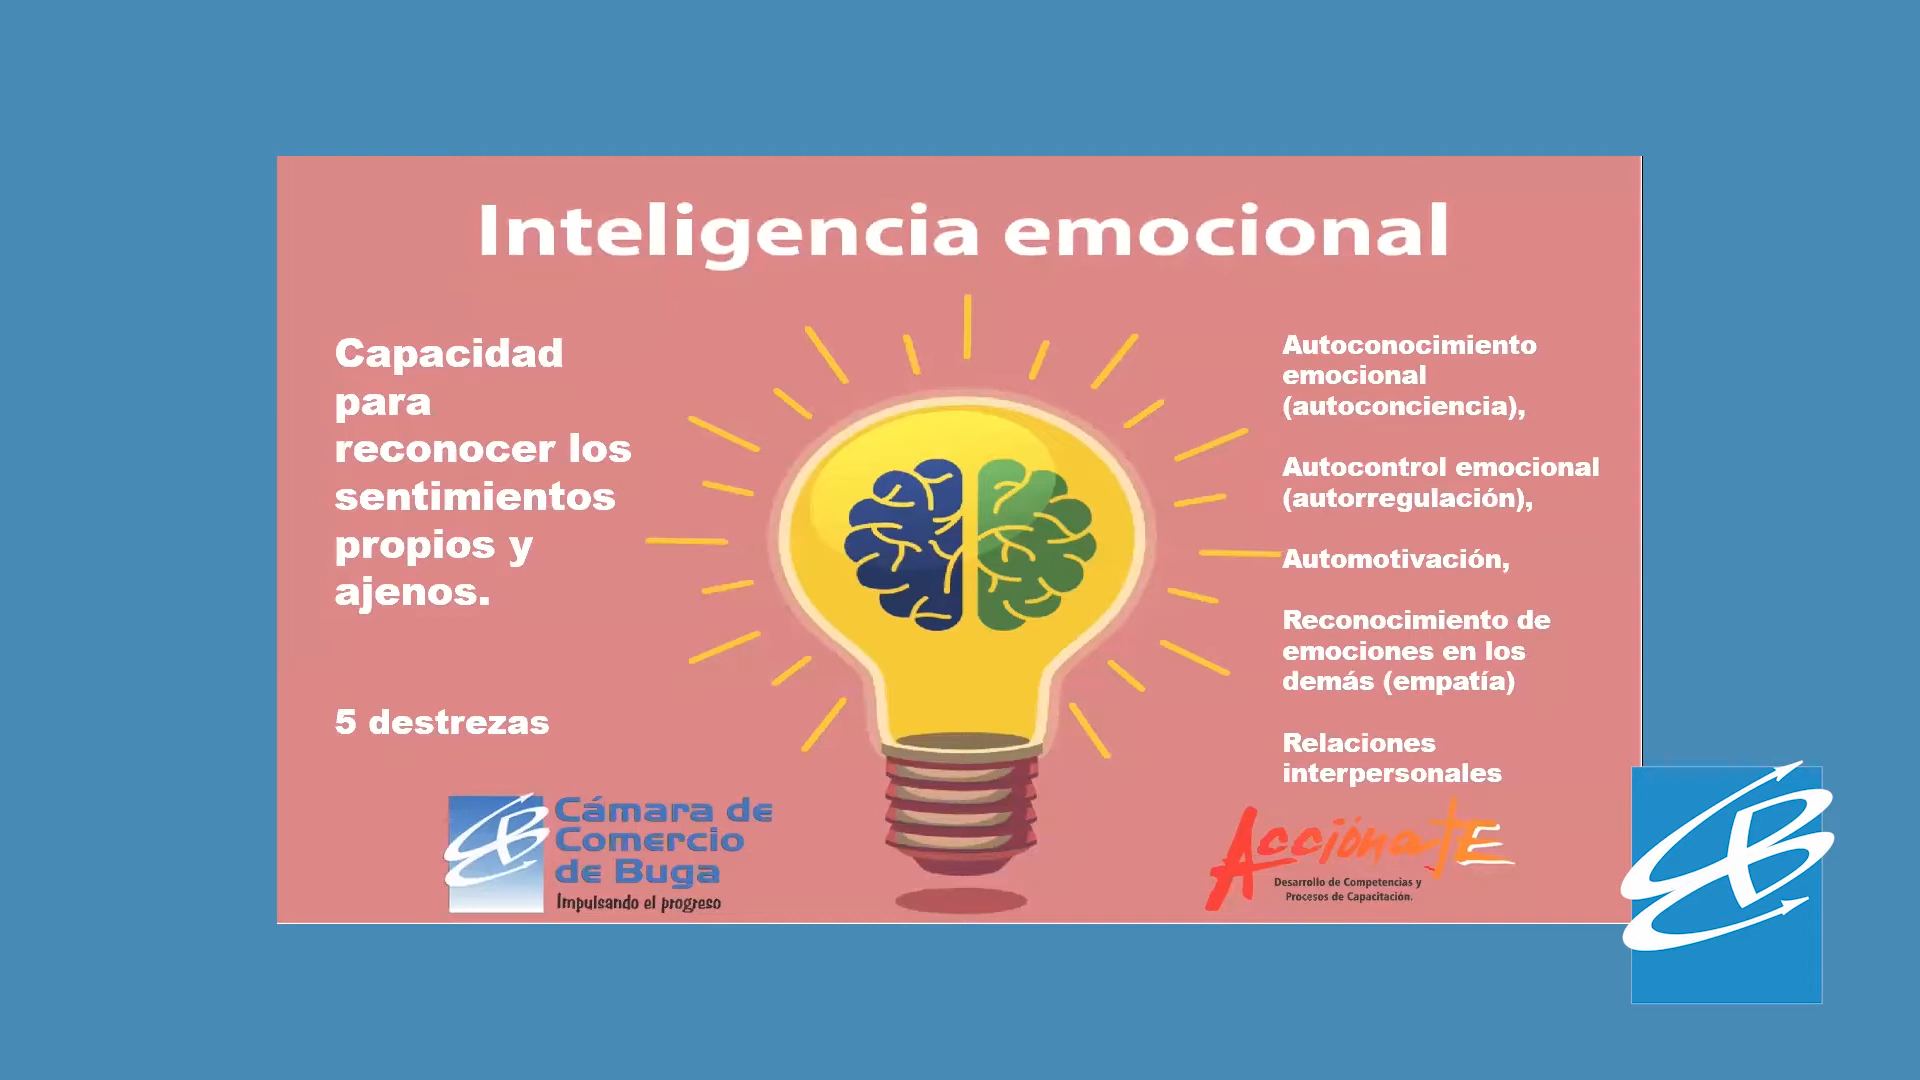 Inteligencia emocional
Capacidad
para
reconocer los
sentimientos
propios y
ajenos.
5 destrezas
Autoconocimiento
emocional
(autoconciencia),
Autocontrol emocional
(autorregulación),
Automotivación,
Reconocimiento de
emociones en los
demás (empatía)
Relaciones
interpersonales
Cámara de
Comercio
de Buga
Impulsando el progreso
AcciónaTE
Desarrollo de Competencias y
Procesos de Capacitación.